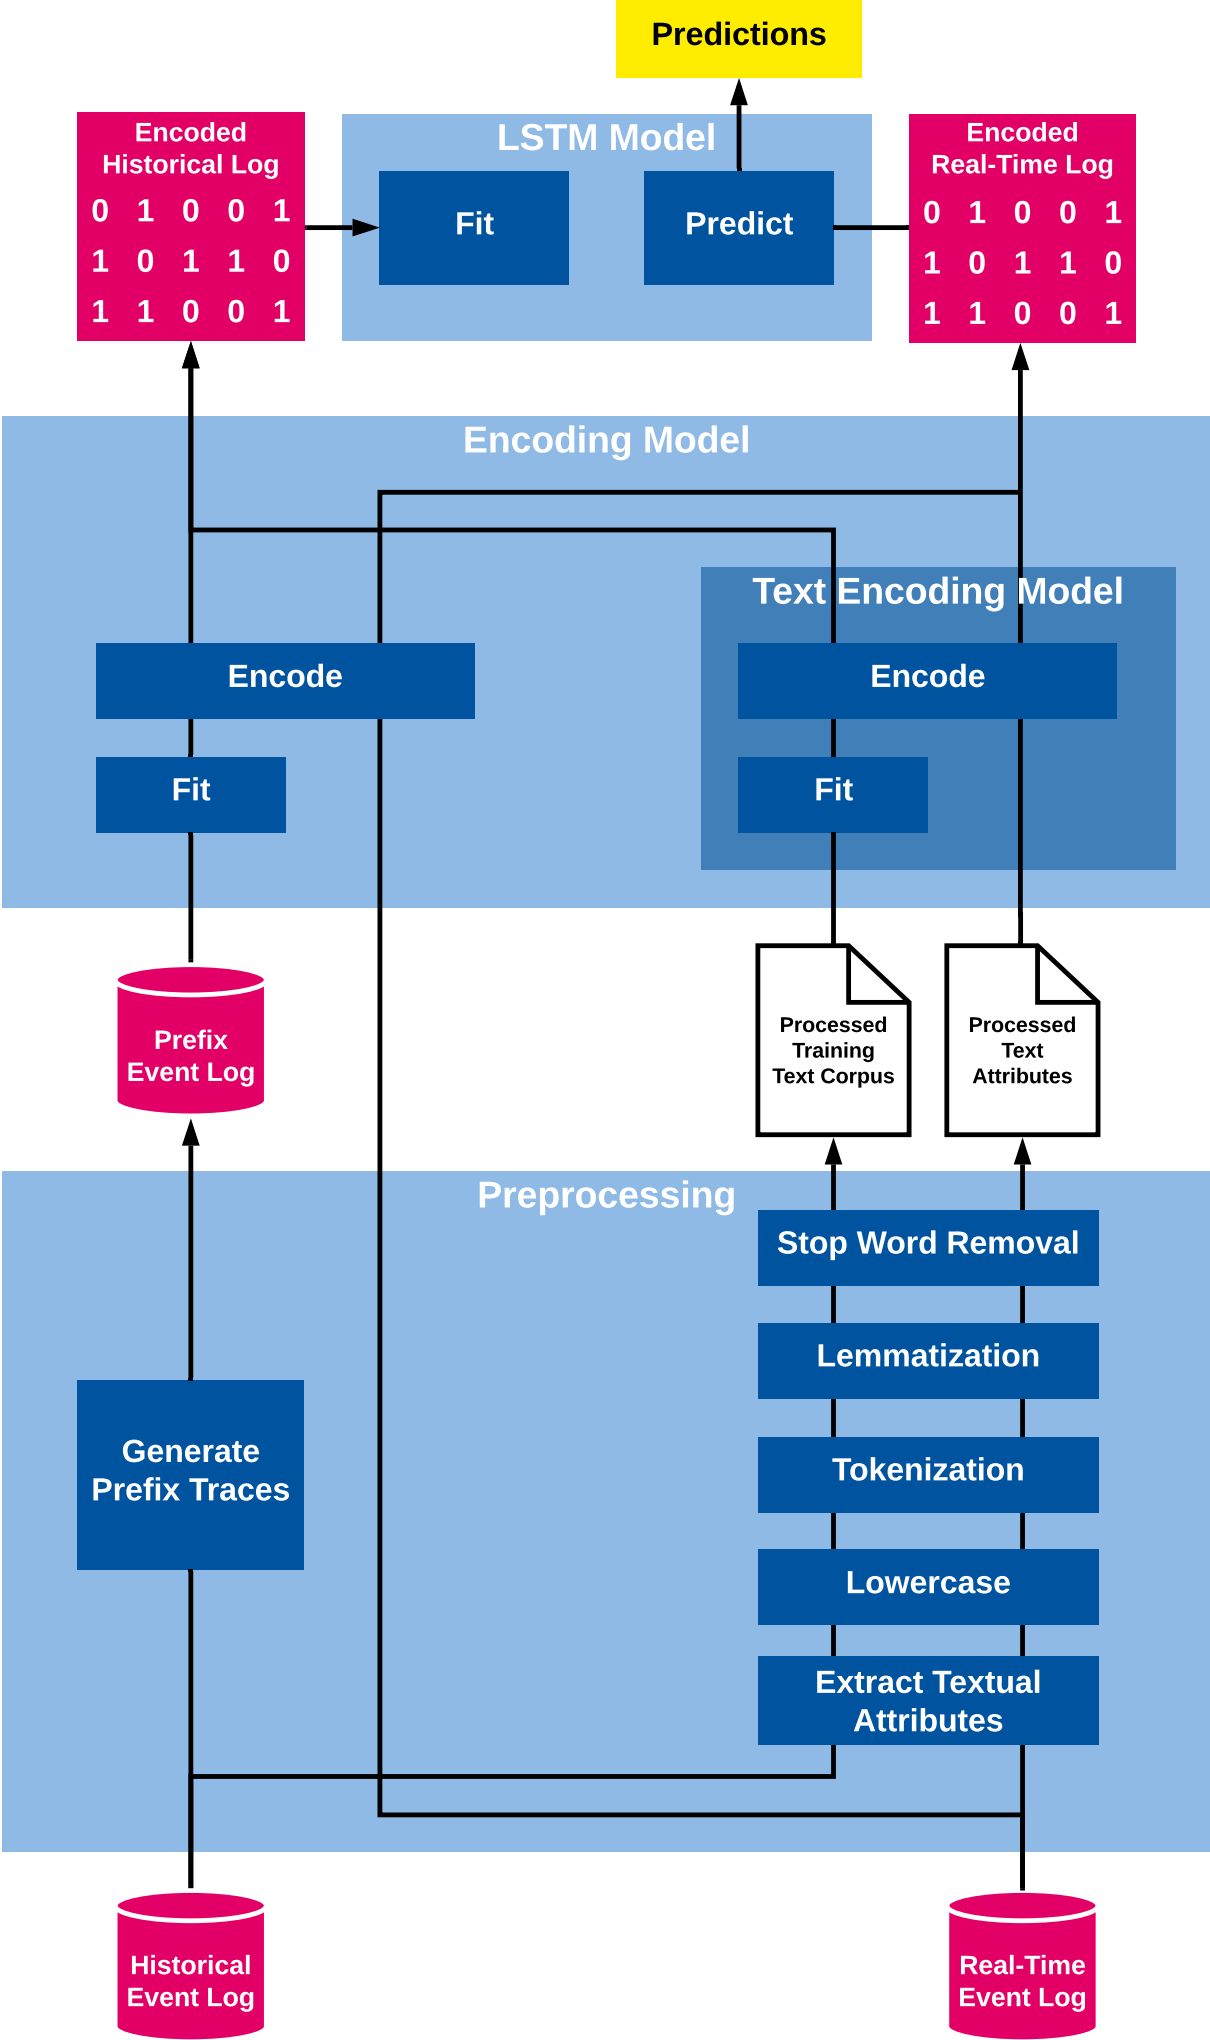 Predictions
Encoded
Historical Log
0 1 0 0 1
1 0 1 1 0
1 1 0 0 1
LSTM Model
Fit
Predict
Encoded
Real-Time Log
0 1 0 0 1
1 0 1 1 0
1 1 0 0 1
Encoding Model
Text Encoding Model
Encode
Encode
Fit
Fit
Prefix
Event Log
Processed
Training
Text Corpus
Processed
Text
Attributes
Preprocessing
Stop Word Removal
Lemmatization
Generate
Prefix Traces
Tokenization
Lowercase
Extract Textual
Attributes
Historical
Event Log
Real-Time
Event Log